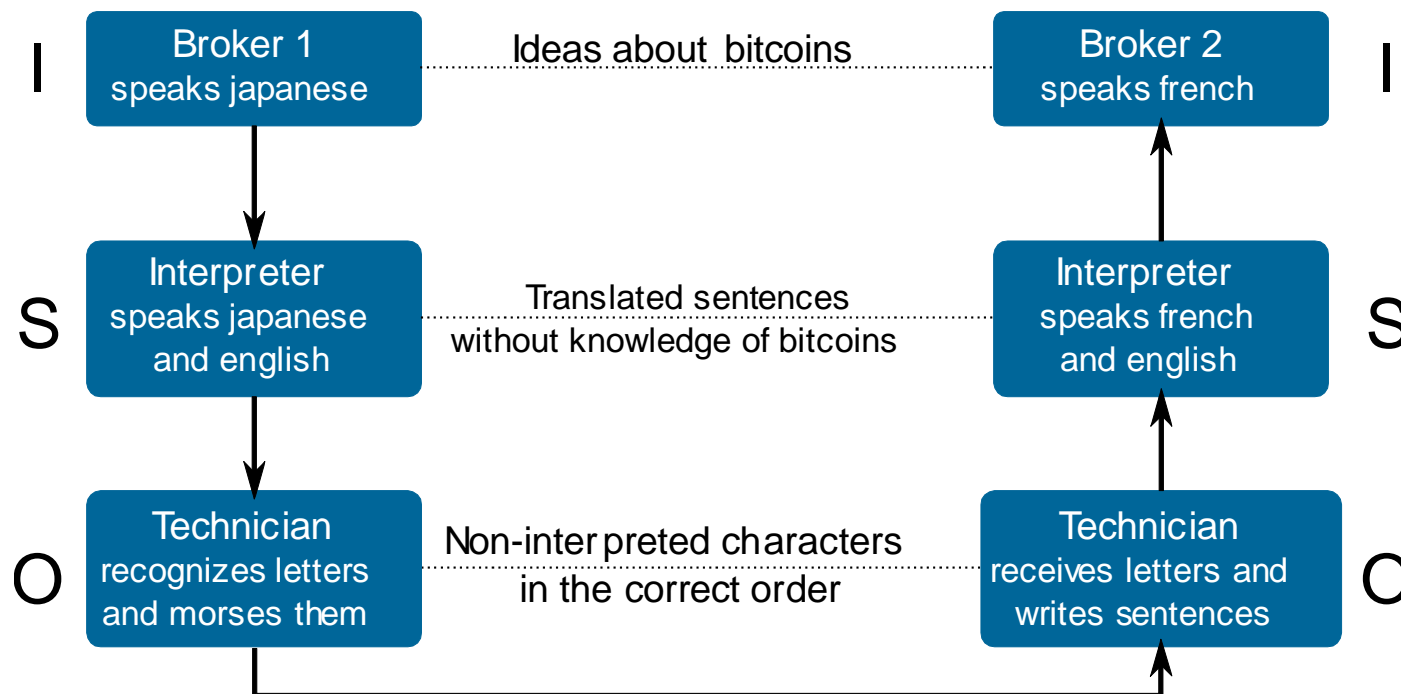 I
Broker 1
speaks japanese
Ideas about bitcoins
Broker 2
speaks french
I
S
Interpreter
speaks japanese
and english
Translated sentences
without knowledge of bitcoins
Interpreter
speaks french
and english
S
O
Technician
recognizes letters
and morses them
Non-interpreted characters
in the correct order
Technician
receives letters and
writes sentences
O